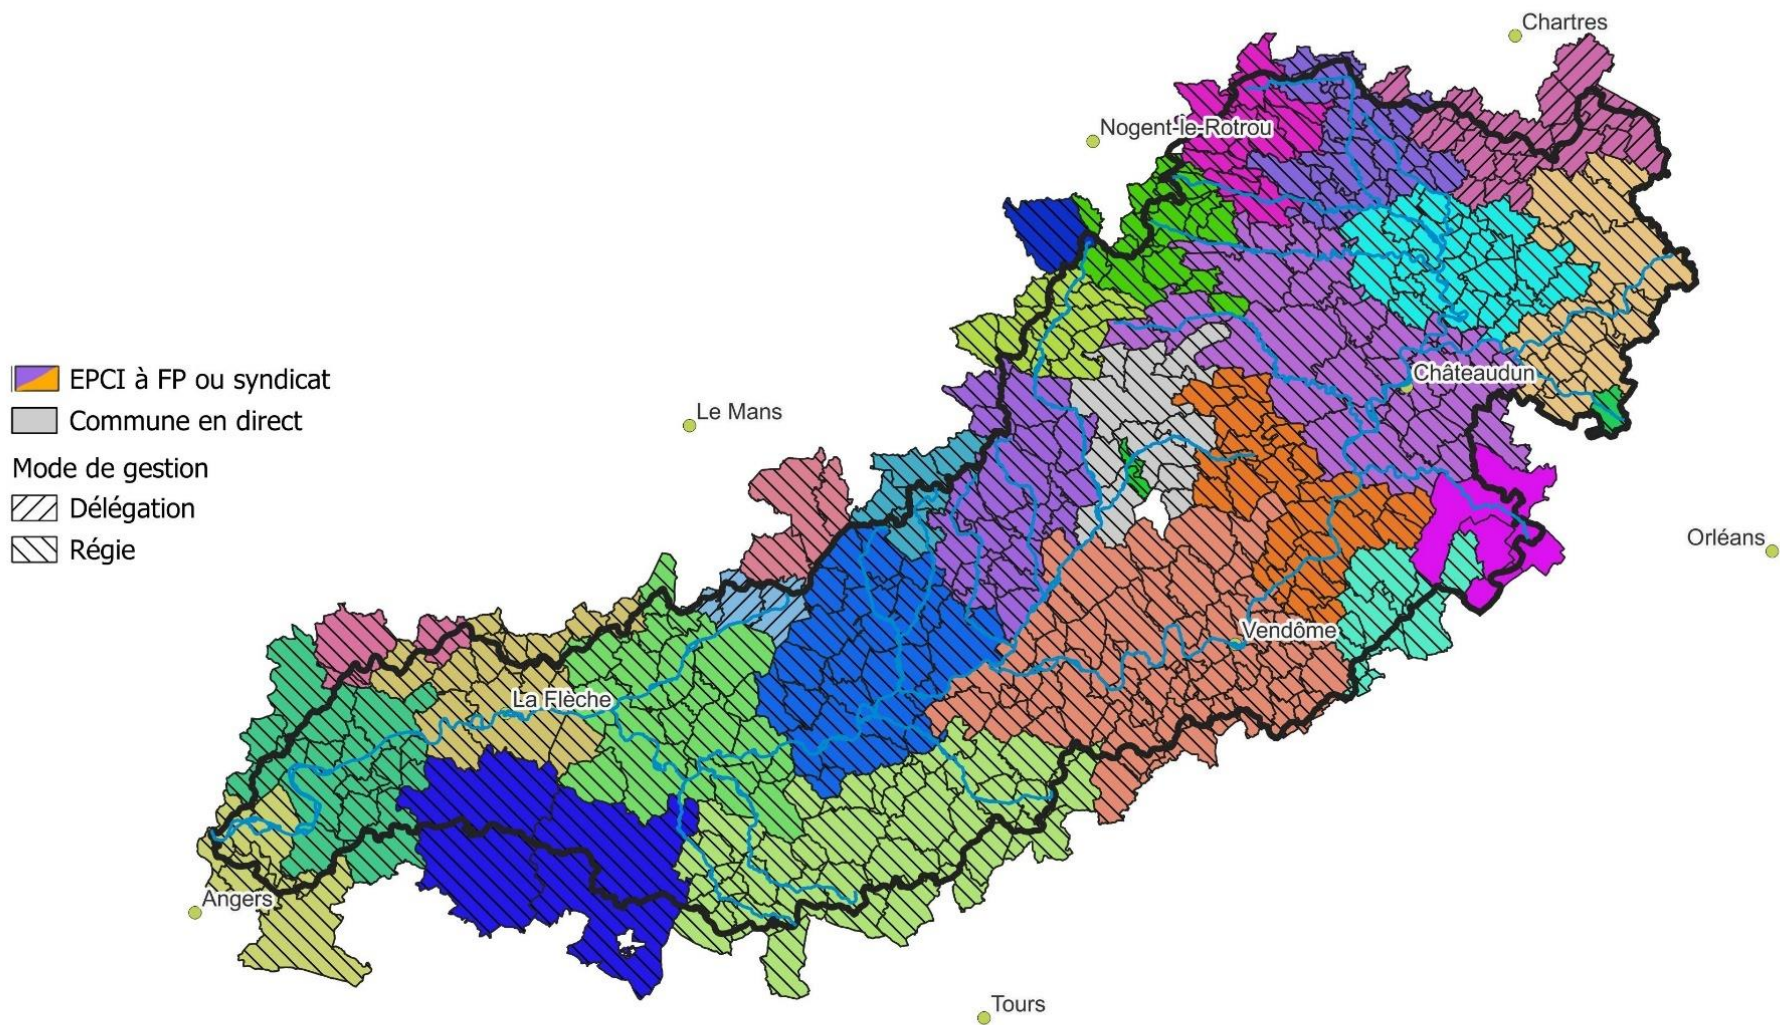 Chartres
Nogent-le-Rotrou
EPCI à FP ou syndicat
Châteaudun
Commune en direct
Le Mans
Mode de gestion
Délégation
Régie
Orléans
Vendôme
La Flèche
Angers
Tours